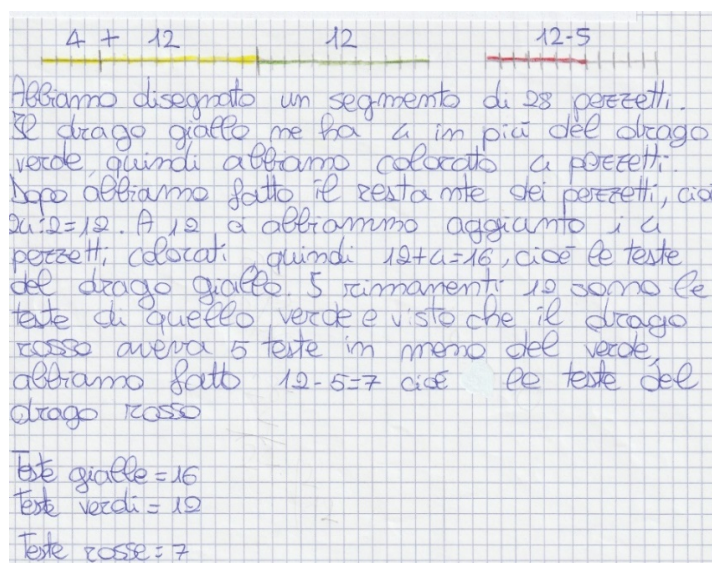 4 + 12 12 12-5
Abbiamo disegnato un segmento di 28 pezzetti.
Il drago giallo ne ha 4 in più del drago
verde, quindi abbiamo colorato 4 pezzetti.
Dopo abbiamo fatto il restante dei pezzetti, cioè
24:2=12. A 12 a abbiammo aggiunto i 4
pezzetti colorati quindi 12+4=16, cioè le teste
del drago giallo. I rimanenti 12 sono le
teste di quello verde e visto che il drago
rosso aveva 5 teste in meno del verde,
abbiamo fatto 12-5=7 cioè le teste del
drago rosso
Teste gialle = 16
Teste verdi = 12
Teste rosse = 7